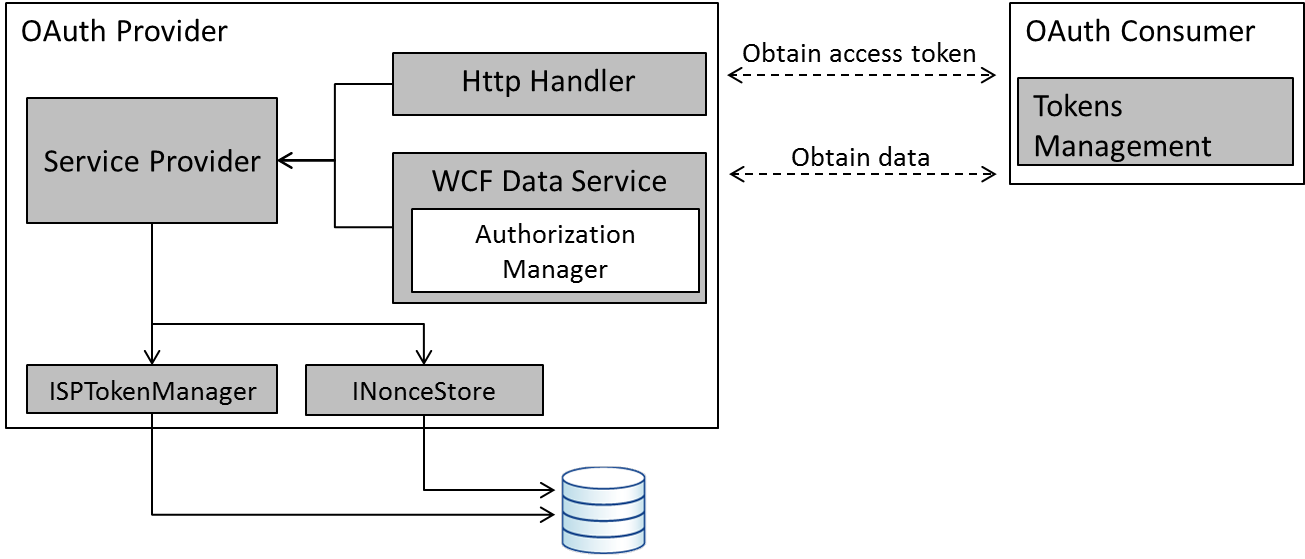 OAuth Provider
Http Handler
Service Provider
WCF Data Service
Authorization
Manager
ISPTokenManager
INonceStore
Obtain access token
Obtain data
OAuth Consumer
Tokens
Management